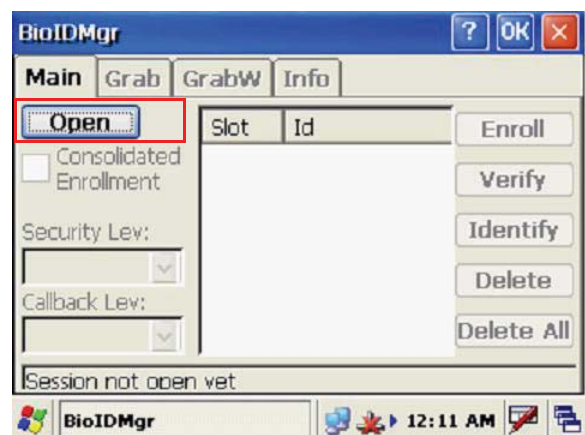 BioIDMgr ? OK
Main Grab GrabW Info
Open
Slot Id
Enroll
Consolidated
Enrollment
Verify
Security Lev:
Identify
Delete
Callback Lev:
Delete All
Session not open yet
BioIDMgr 12:11 AM